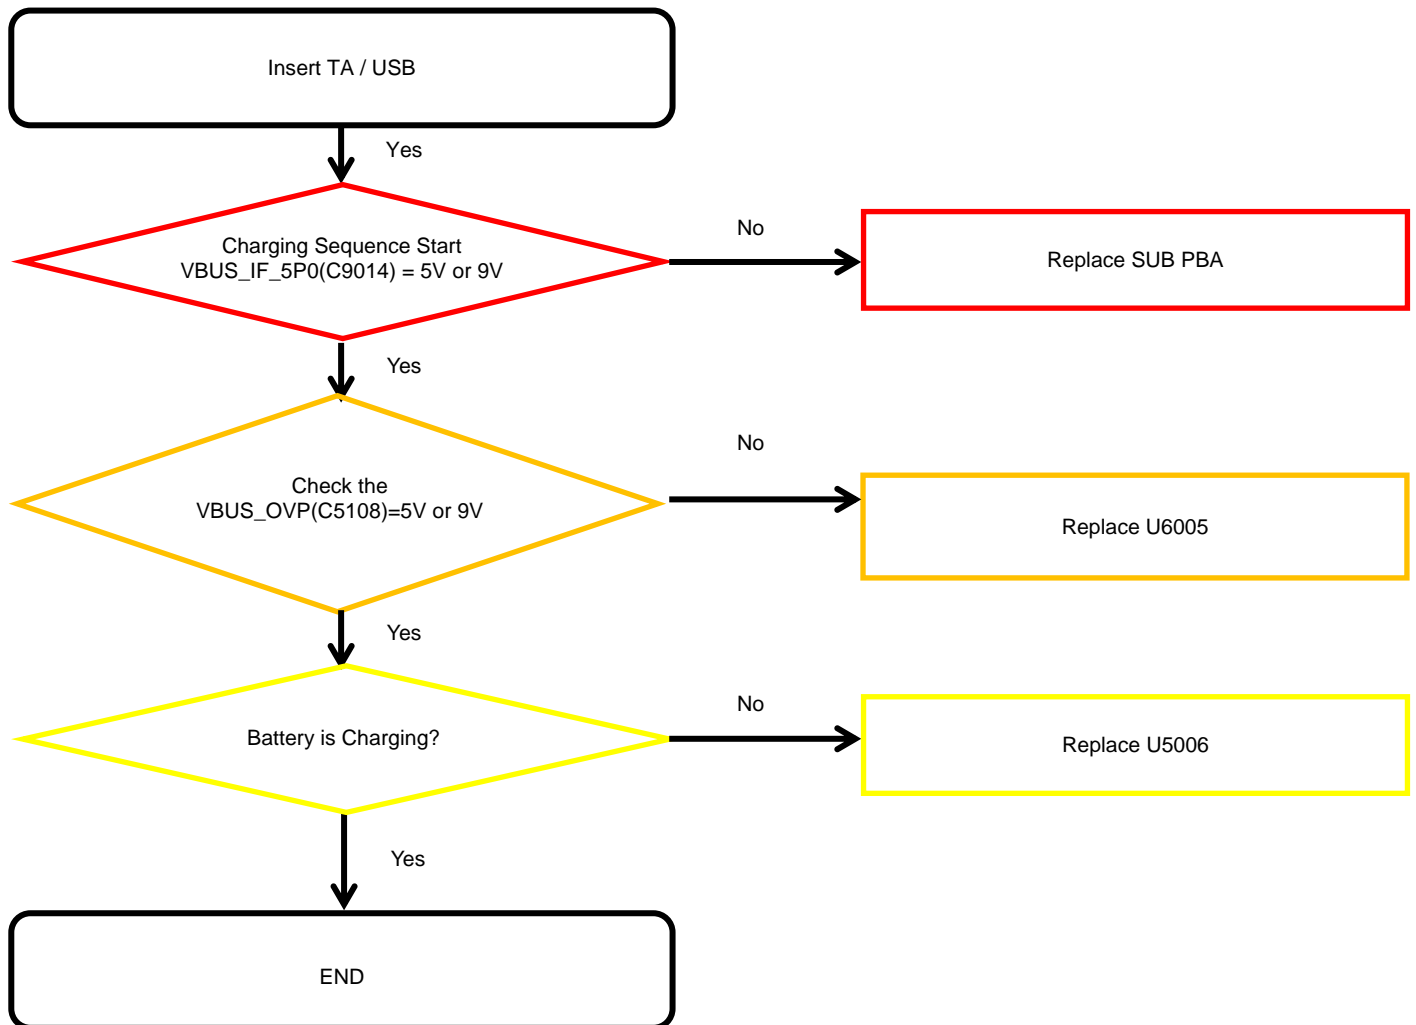 Insert TA / USB
Yes
Charging Sequence Start
VBUS_IF_5P0(C9014) = 5V or 9V
No
Replace SUB PBA
Yes
Check the
VBUS_OVP(C5108)=5V or 9V
No
Replace U6005
Yes
Battery is Charging?
No
Replace U5006
Yes
END